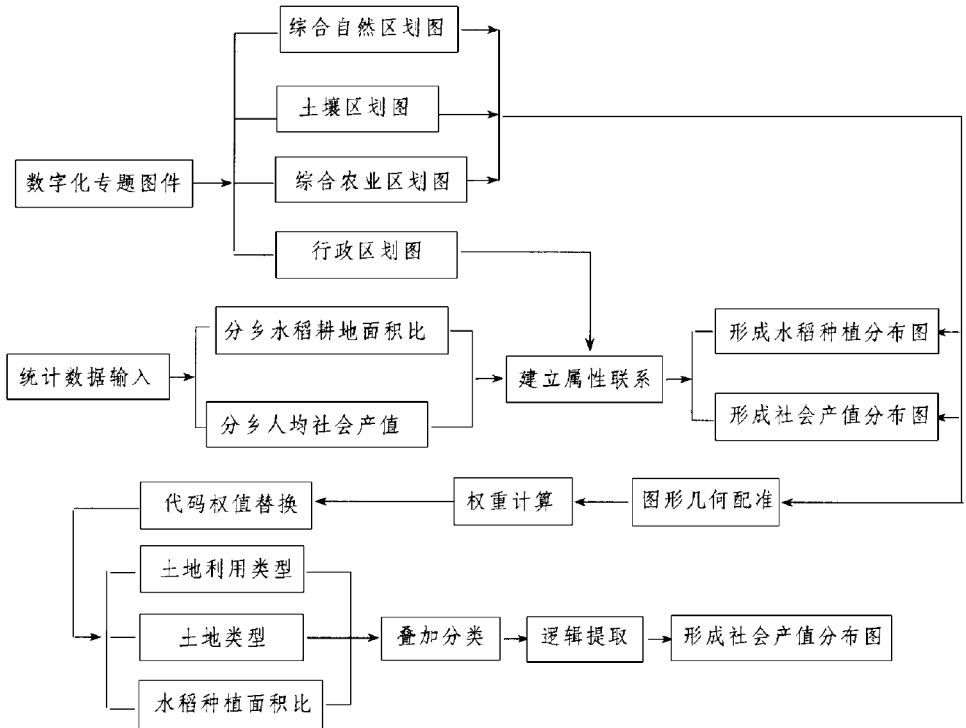 综合自然区划图
土壤区划图
数字化专题图件
综合农业区划图
行政区划图
分乡水稻耕地面积比
形成水稻种植分布图
统计数据输入
建立属性联系
分乡人均社会产值
形成社会产值分布图
代码权值替换
权重计算
图形几何配准
土地利用类型
土地类型
叠加分类
逻辑提取
形成社会产值分布图
水稻种植面积比